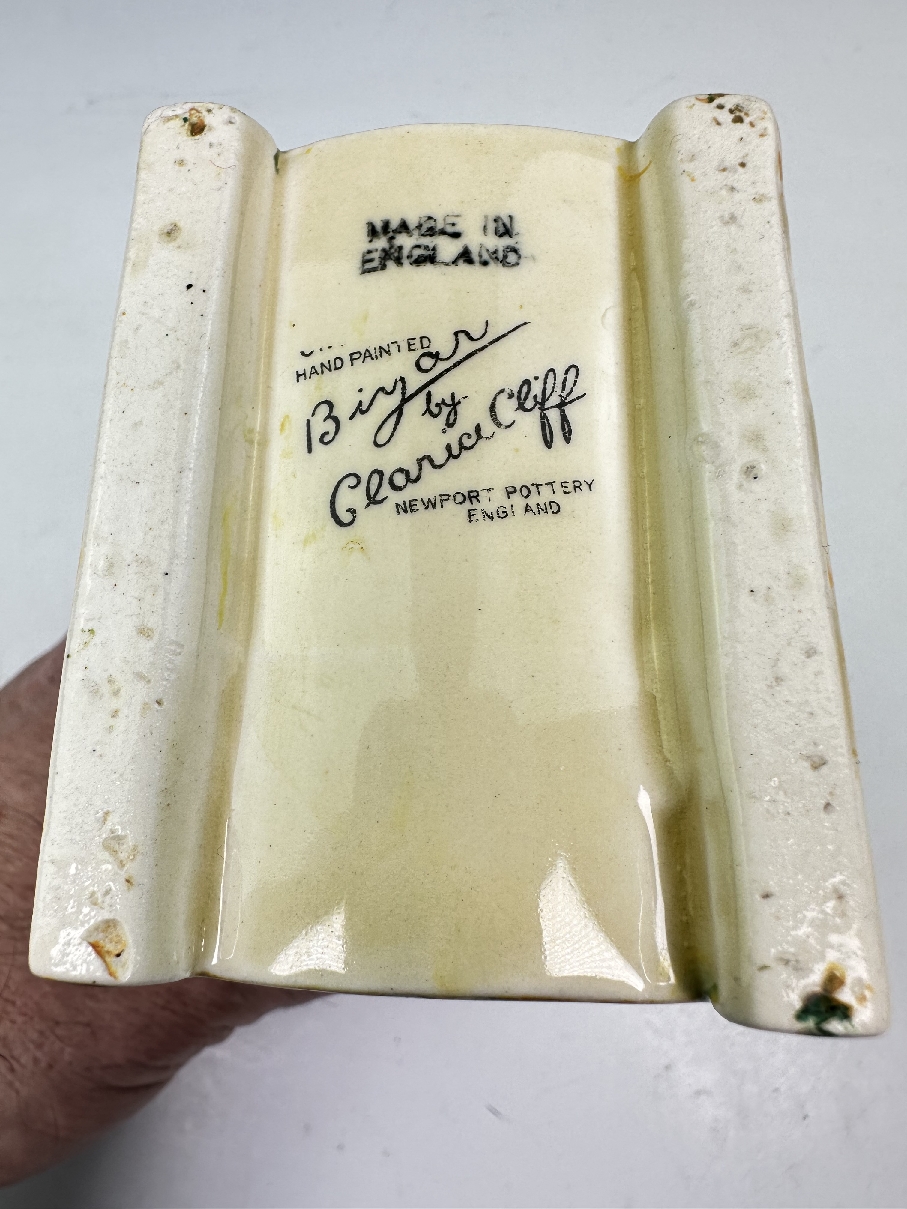 MADE IN
ENGLAND
HAND PAINTED
Bizarre
by
Clarice Cliff
NEWPORT POTTERY
ENGLAND